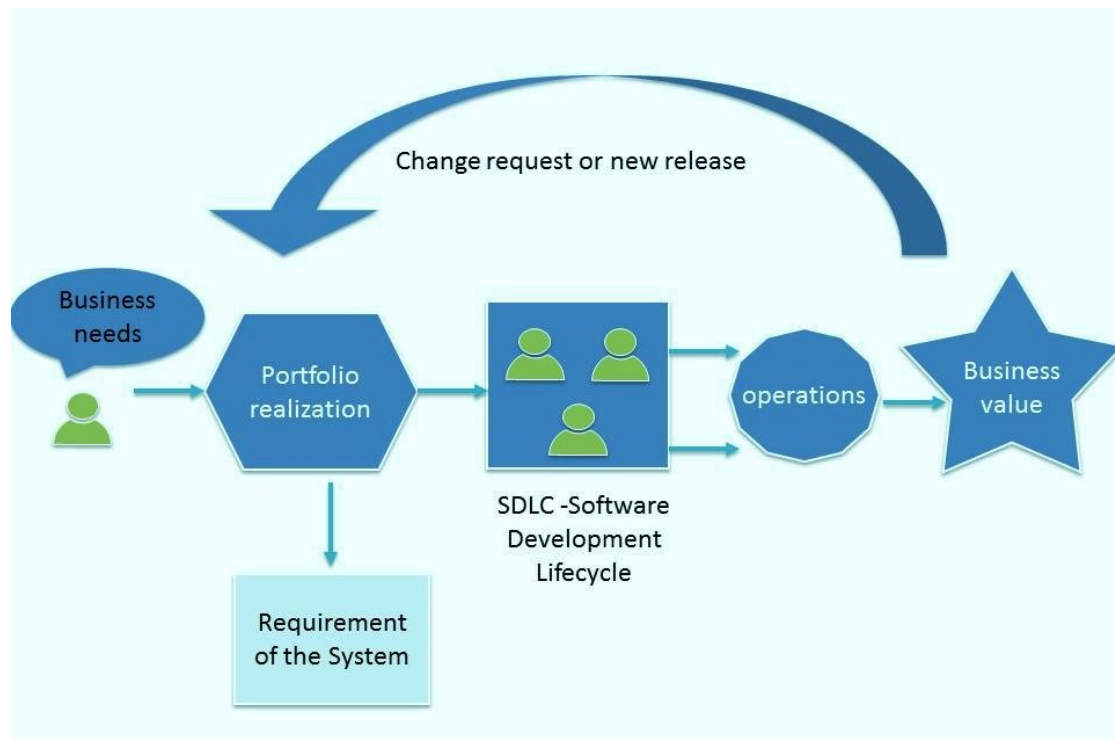 Change request or new release
Business
needs
Portfolio
realization
operations
Business
value
SDLC -Software
Development
Lifecycle
Requirement
of the System